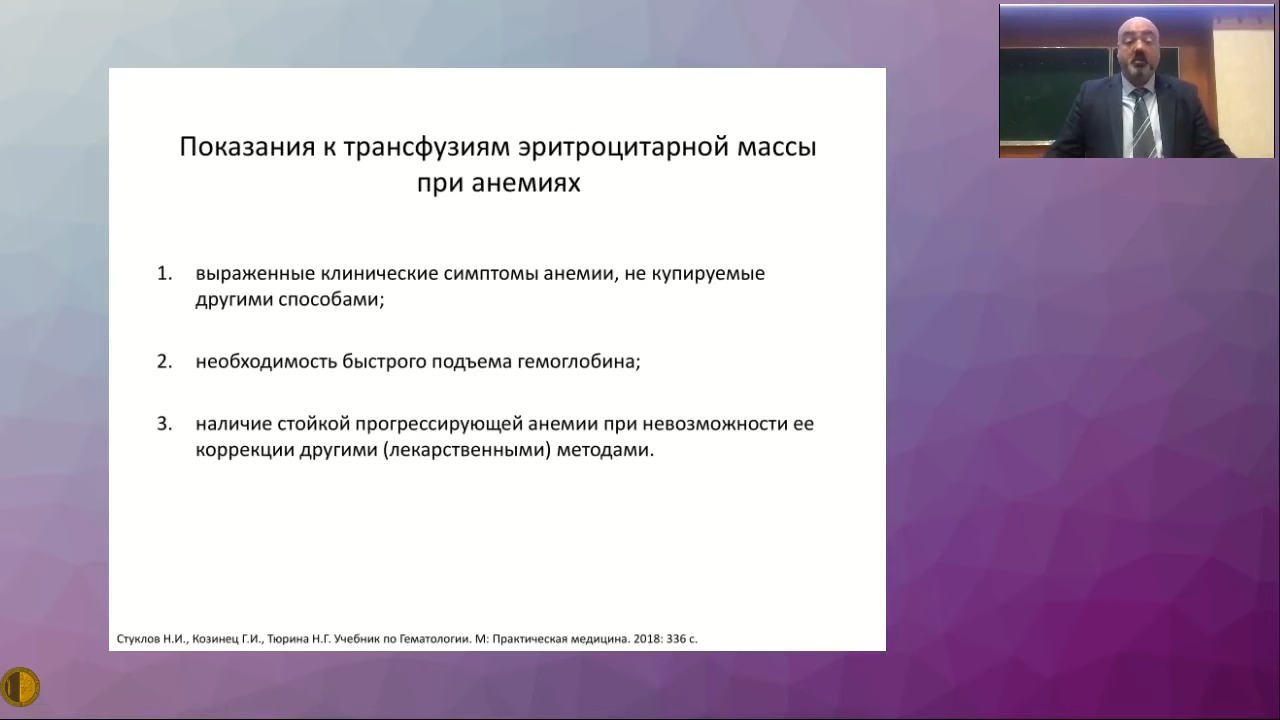 Показания к трансфузиям эритроцитарной массы
при анемиях
1. выраженные клинические симптомы анемии, не купируемые
другими способами;
2. необходимость быстрого подъема гемоглобина;
3. наличие стойкой прогрессирующей анемии при невозможности ее
коррекции другими (лекарственными) методами.
Стуклов Н.И., Козинец Г.И., Тюрина Н.Г. Учебник по Гематологии. М: Практическая медицина. 2018: 336 с.